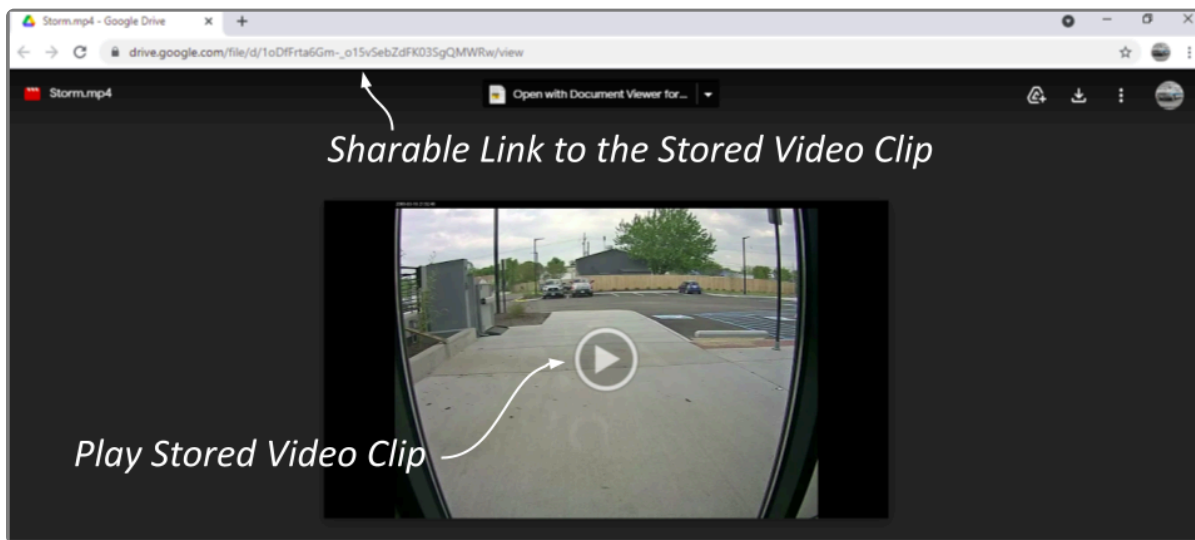 Storm.mp4 - Google Drive
drive.google.com/file/d/1oDfFrta6Gm-_o15vSebZdFK03SgQMWRw/view
Storm.mp4
Open with Document Viewer for...
Sharable Link to the Stored Video Clip
Play Stored Video Clip